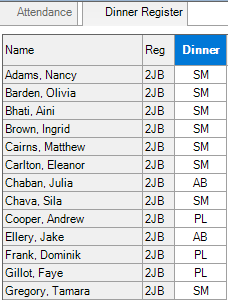 Attendance Dinner Register
Name Reg Dinner
Adams, Nancy 2JB SM
Barden, Olivia 2JB SM
Bhati, Aini 2JB SM
Brown, Ingrid 2JB SM
Cairns, Matthew 2JB SM
Carlton, Eleanor 2JB SM
Chaban, Julia 2JB AB
Chava, Sila 2JB SM
Cooper, Andrew 2JB PL
Ellery, Jake 2JB AB
Frank, Dominik 2JB PL
Gillot, Faye 2JB PL
Gregory, Tamara 2JB SM